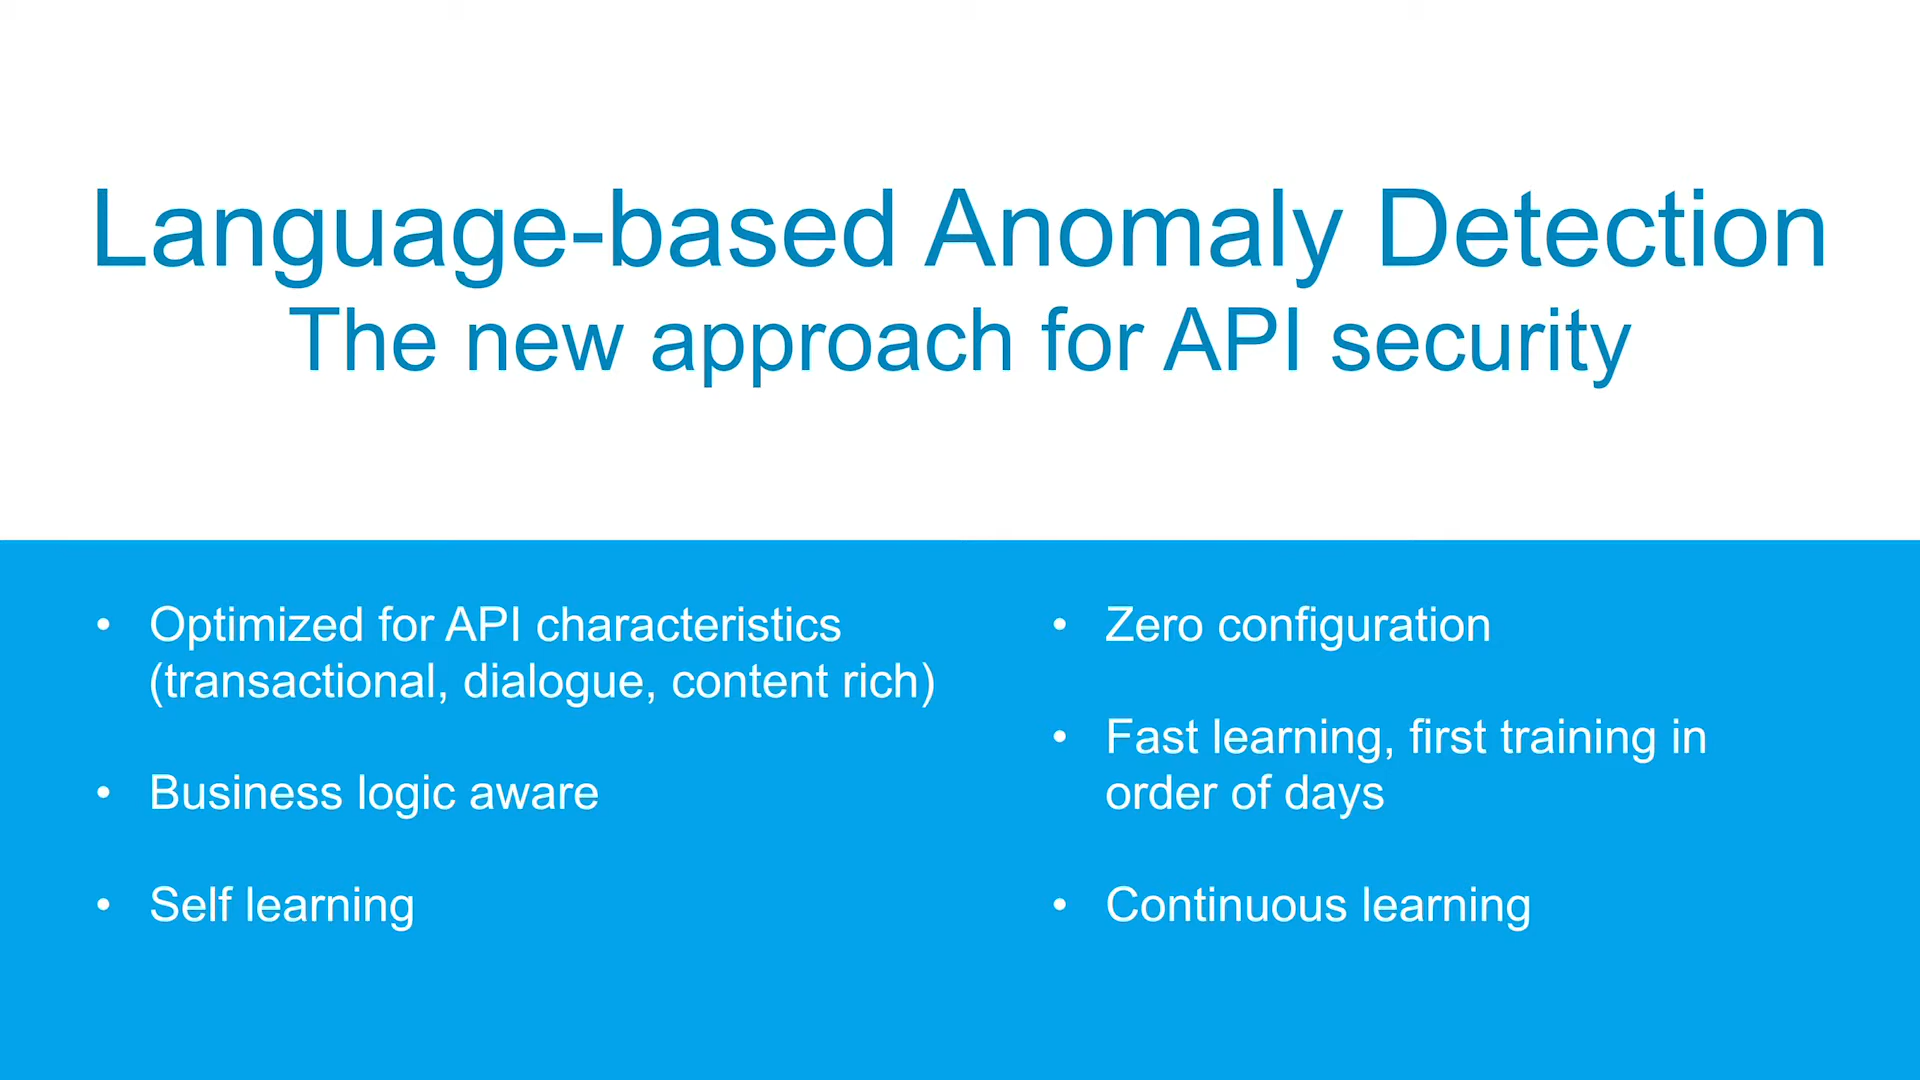 Language-based Anomaly Detection
The new approach for API security
• Optimized for API characteristics
(transactional, dialogue, content rich)
• Business logic aware
• Self learning
• Zero configuration
• Fast learning, first training in
order of days
• Continuous learning